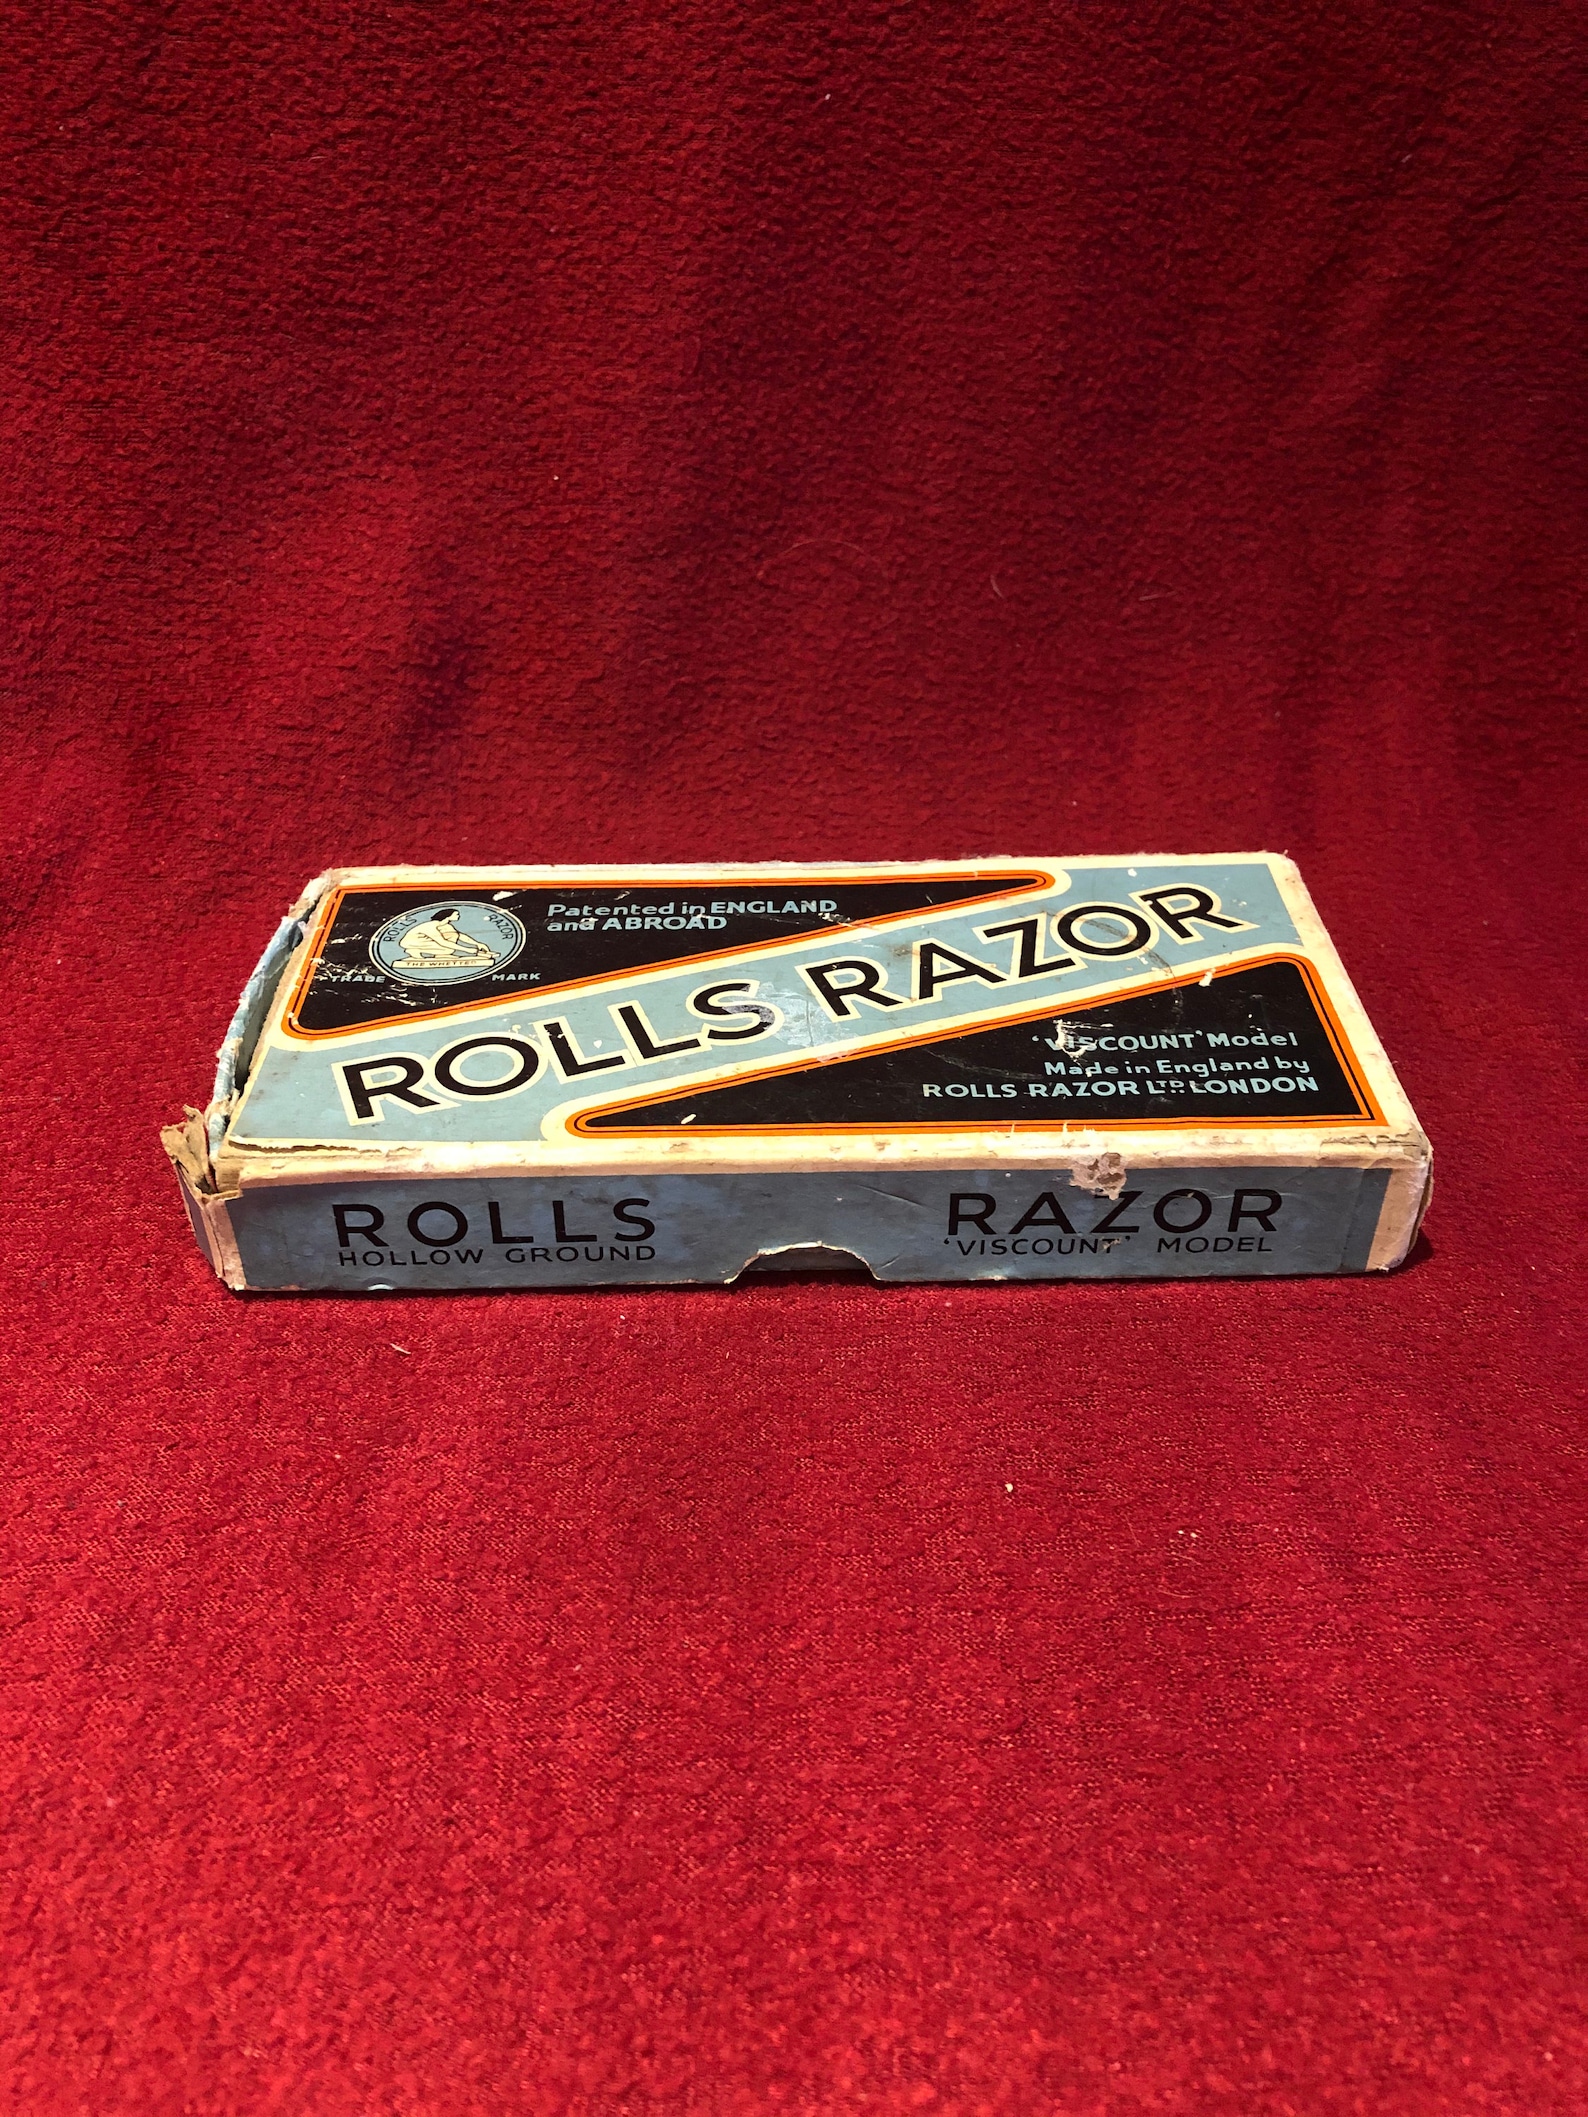 Patented in ENGLAND
and ABROAD
ROLLS RAZOR
THE WHETTER
TRADE MARK
ROLLS RAZOR
'VISCOUNT' Model
Made in England by
ROLLS RAZOR LTD. LONDON
ROLLS RAZOR
HOLLOW GROUND 'VISCOUNT' MODEL